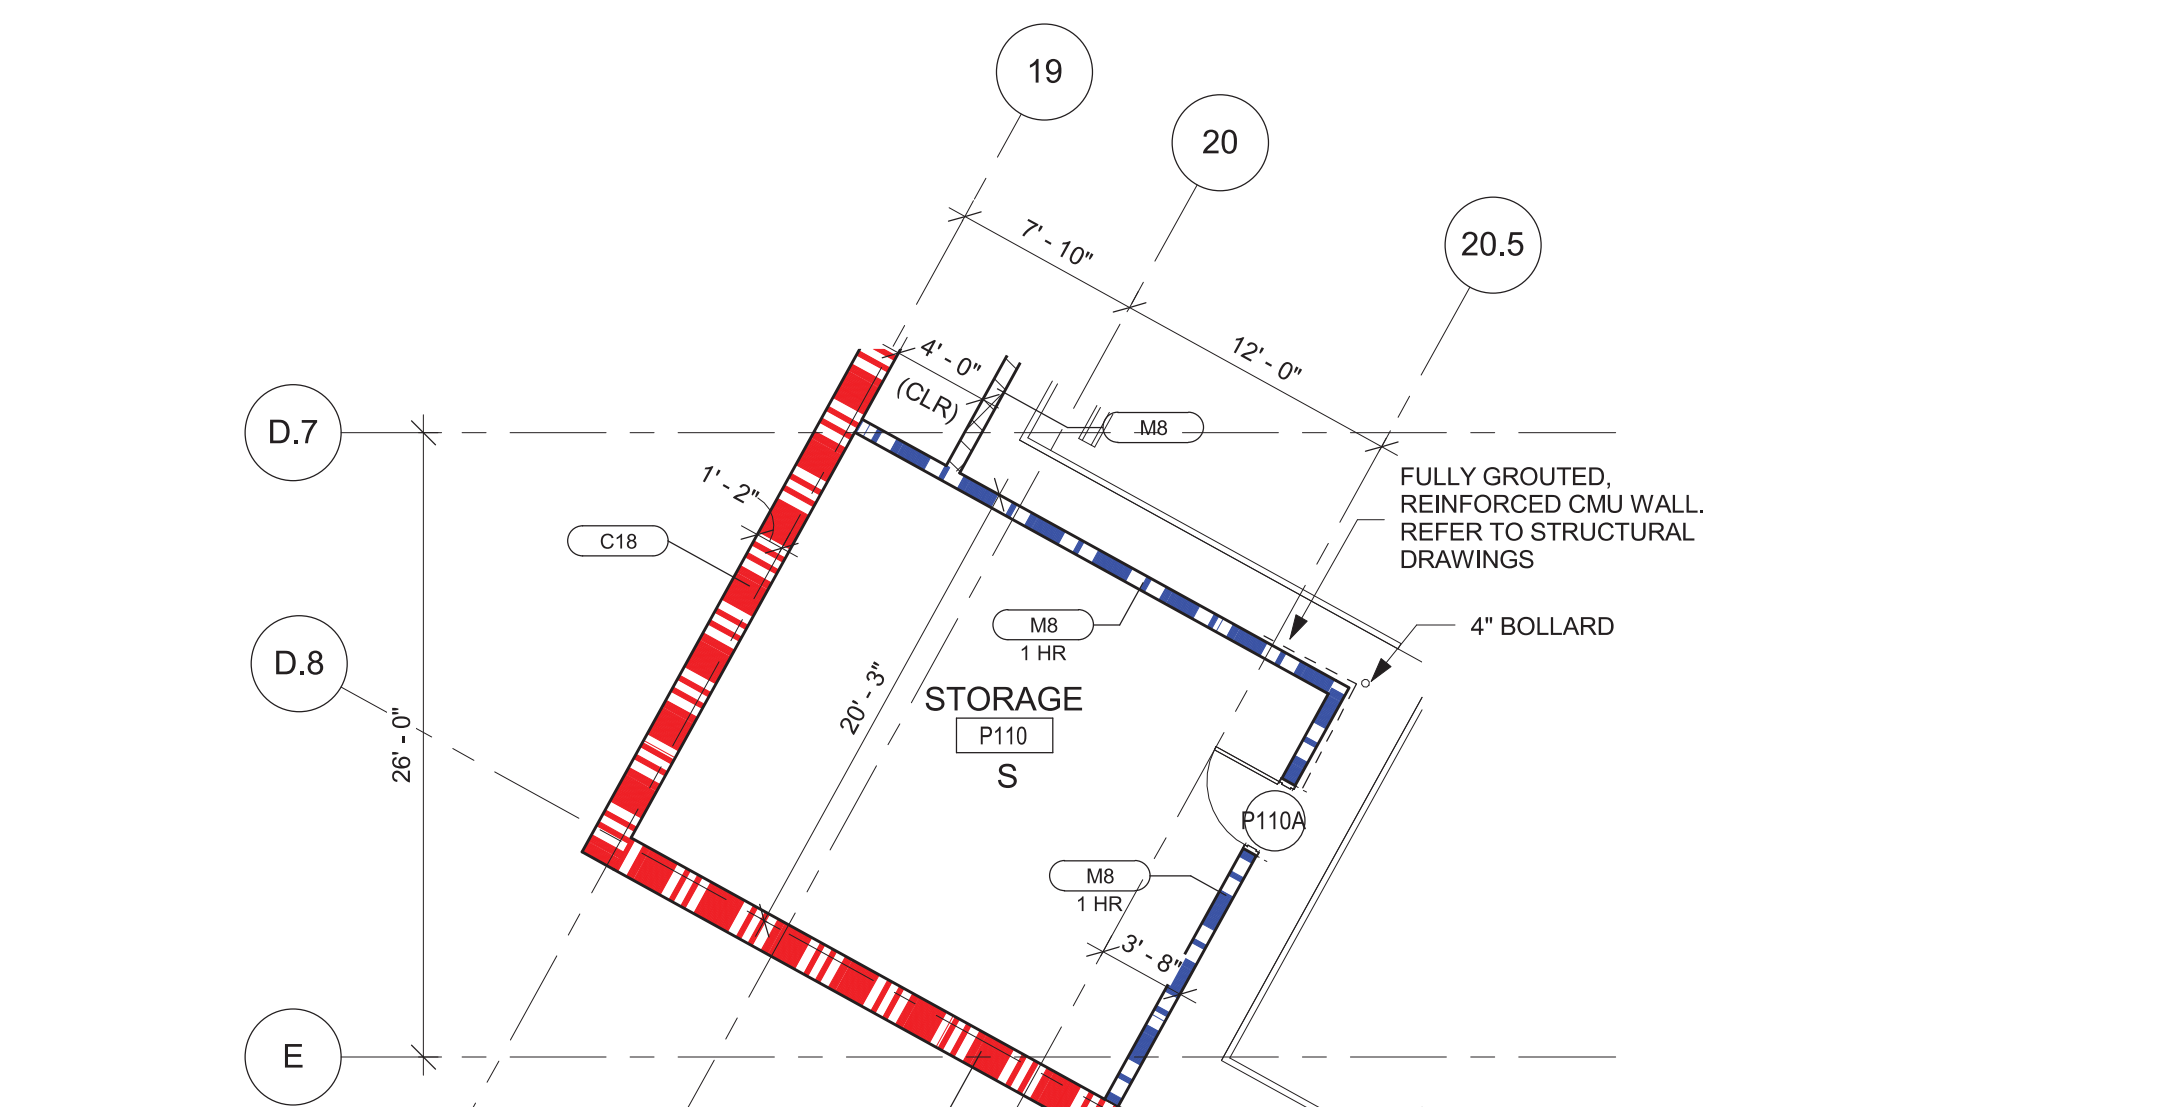 19
20
20.5
7' - 10"
12' - 0"
4' - 0"
(CLR)
D.7
M8
FULLY GROUTED,
REINFORCED CMU WALL.
REFER TO STRUCTURAL
DRAWINGS
1' - 2"
C18
M8
1 HR
4" BOLLARD
D.8
20' - 3"
STORAGE
P110
S
26' - 0"
P110A
M8
1 HR
3' - 8"
E